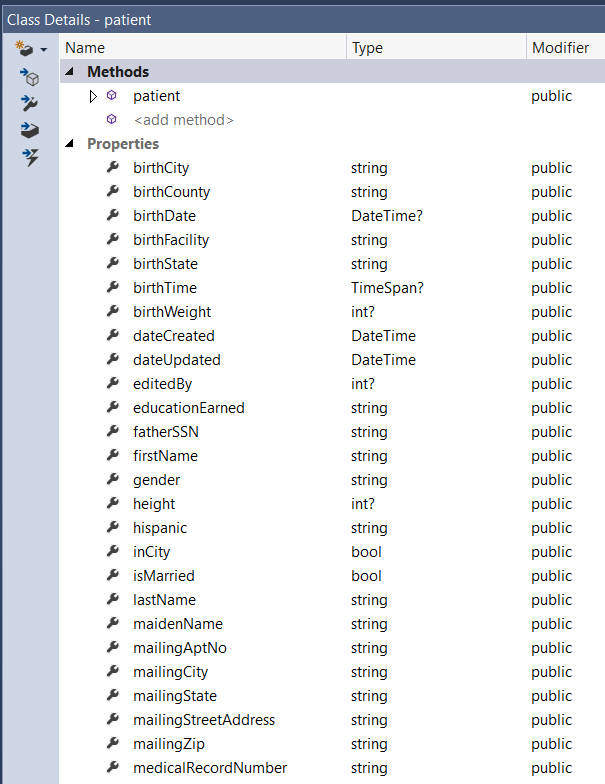 Class Details - patient
Name Type Modifier
Methods
patient public
<add method>
Properties
birthCity string public
birthCounty string public
birthDate DateTime? public
birthFacility string public
birthState string public
birthTime TimeSpan? public
birthWeight int? public
dateCreated DateTime public
dateUpdated DateTime public
editedBy int? public
educationEarned string public
fatherSSN string public
firstName string public
gender string public
height int? public
hispanic string public
inCity bool public
isMarried bool public
lastName string public
maidenName string public
mailingAptNo string public
mailingCity string public
mailingState string public
mailingStreetAddress string public
mailingZip string public
medicalRecordNumber string public